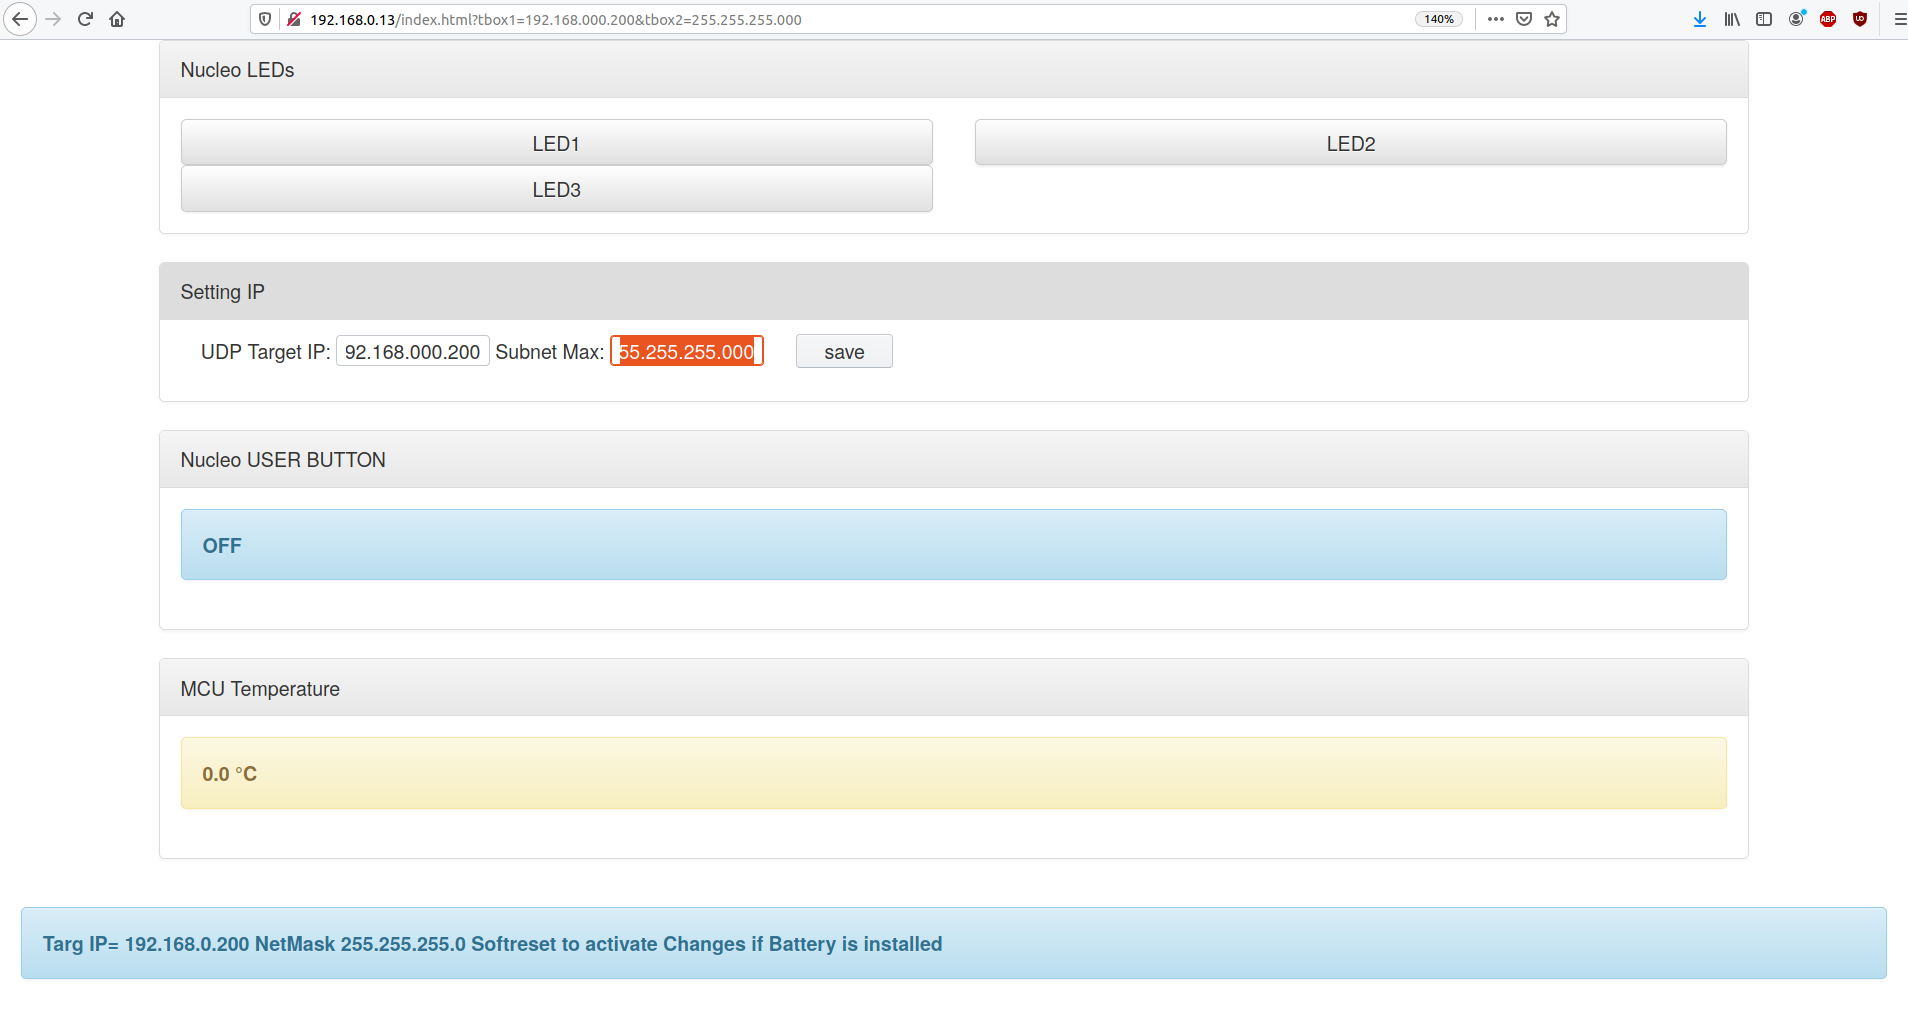 192.168.0.13/index.html?tbox1=192.168.000.200&tbox2=255.255.255.000 140%
ABP
UO
Nucleo LEDs
LED1 LED2
LED3
Setting IP
UDP Target IP: 92.168.000.200 Subnet Max: 55.255.255.000 save
Nucleo USER BUTTON
OFF
MCU Temperature
0.0 °C
Targ IP= 192.168.0.200 NetMask 255.255.255.0 Softreset to activate Changes if Battery is installed